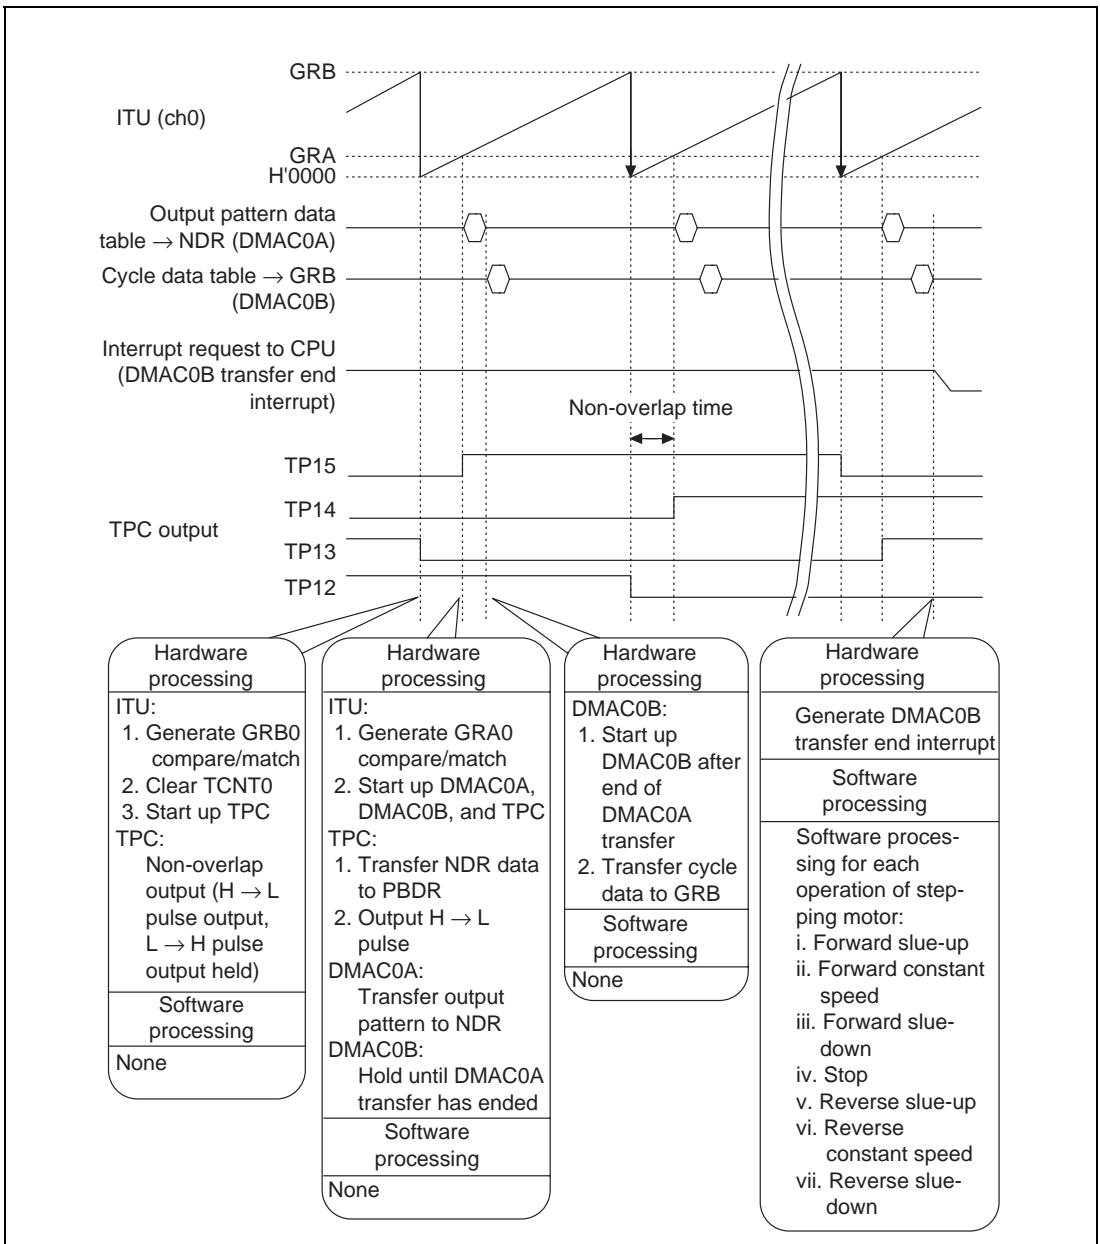 GRB
ITU (ch0)
GRA
H'0000
Output pattern data
table → NDR (DMAC0A)
Cycle data table → GRB
(DMAC0B)
Interrupt request to CPU
(DMAC0B transfer end
interrupt)
Non-overlap time
TP15
TP14
TPC output
TP13
TP12
Hardware
processing
ITU:
1. Generate GRB0
compare/match
2. Clear TCNT0
3. Start up TPC
TPC:
Non-overlap
output (H → L
pulse output,
L → H pulse
output held)
Software
processing
None
Hardware
processing
ITU:
1. Generate GRA0
compare/match
2. Start up DMAC0A,
DMAC0B, and TPC
TPC:
1. Transfer NDR data
to PBDR
2. Output H → L
pulse
DMAC0A:
Transfer output
pattern to NDR
DMAC0B:
Hold until DMAC0A
transfer has ended
Software
processing
None
Hardware
processing
DMAC0B:
1. Start up
DMAC0B after
end of
DMAC0A
transfer
2. Transfer cycle
data to GRB
Software
processing
None
Hardware
processing
Generate DMAC0B
transfer end interrupt
Software
processing
Software proces-
sing for each
operation of step-
ping motor:
i. Forward slue-up
ii. Forward constant
speed
iii. Forward slue-
down
iv. Stop
v. Reverse slue-up
vi. Reverse
constant speed
vii. Reverse slue-
down